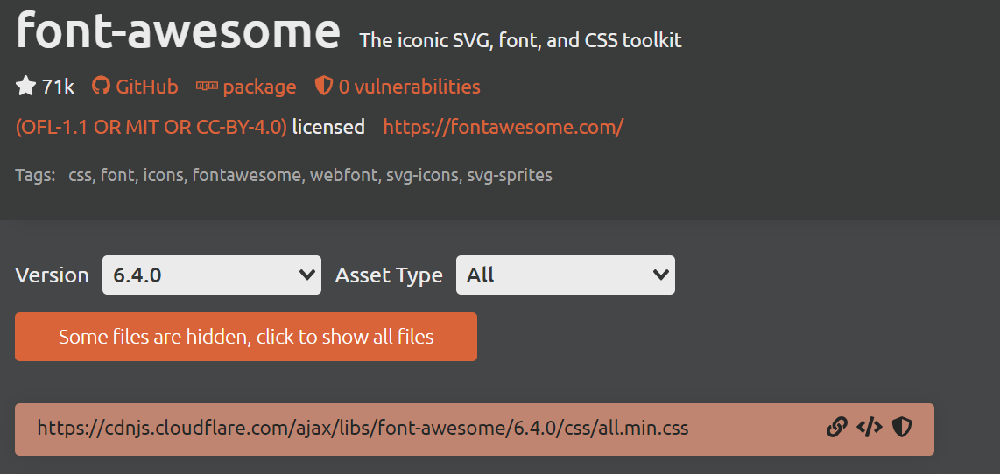 font-awesome The iconic SVG, font, and CSS toolkit
71k GitHub npm package 0 vulnerabilities
(OFL-1.1 OR MIT OR CC-BY-4.0) licensed https://fontawesome.com/
Tags: css, font, icons, fontawesome, webfont, svg-icons, svg-sprites
Version 6.4.0 Asset Type All
Some files are hidden, click to show all files
https://cdnjs.cloudflare.com/ajax/libs/font-awesome/6.4.0/css/all.min.css